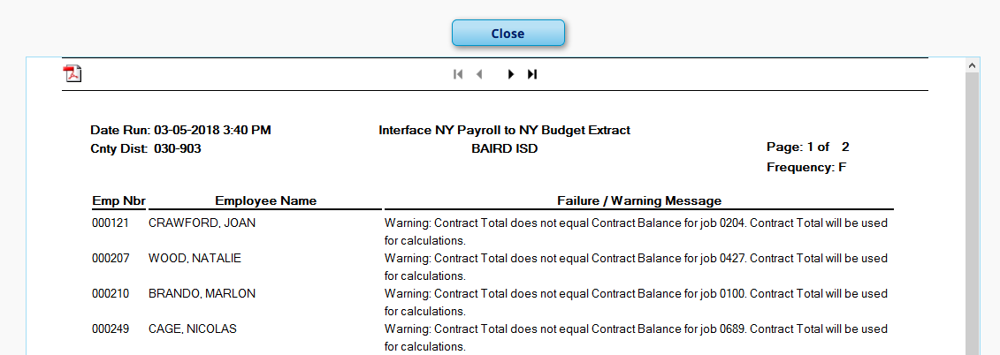 Close
Date Run: 03-05-2018 3:40 PM Interface NY Payroll to NY Budget Extract
Cnty Dist: 030-903 BAIRD ISD Page: 1 of 2
Frequency: F
Emp Nbr Employee Name Failure / Warning Message
000121 CRAWFORD, JOAN Warning: Contract Total does not equal Contract Balance for job 0204. Contract Total will be used
for calculations.
000207 WOOD, NATALIE Warning: Contract Total does not equal Contract Balance for job 0427. Contract Total will be used
for calculations.
000210 BRANDO, MARLON Warning: Contract Total does not equal Contract Balance for job 0100. Contract Total will be used
for calculations.
000249 CAGE, NICOLAS Warning: Contract Total does not equal Contract Balance for job 0689. Contract Total will be used
for calculations.